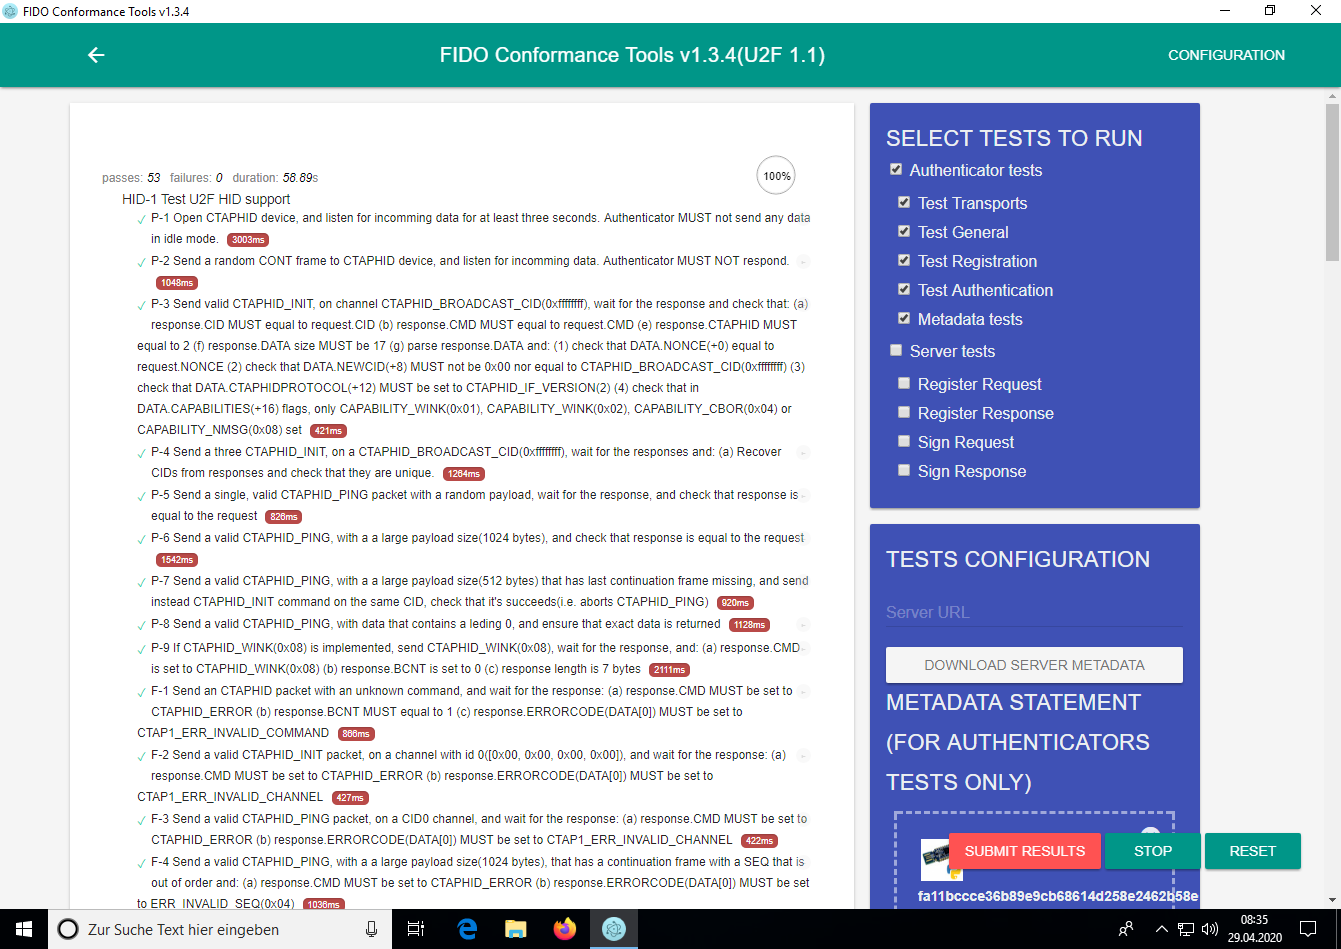 FIDO Conformance Tools v1.3.4
FIDO Conformance Tools v1.3.4(U2F 1.1)
CONFIGURATION
passes: 53 failures: 0 duration: 58.89s
100%
HID-1 Test U2F HID support
✓ P-1 Open CTAPHID device, and listen for incomming data for at least three seconds. Authenticator MUST not send any data
in idle mode. 3003ms
✓ P-2 Send a random CONT frame to CTAPHID device, and listen for incomming data. Authenticator MUST NOT respond.
1048ms
✓ P-3 Send valid CTAPHID_INIT, on channel CTAPHID_BROADCAST_CID(0xffffffff), wait for the response and check that: (a)
response.CID MUST equal to request.CID (b) response.CMD MUST equal to request.CMD (e) response.CTAPHID MUST
equal to 2 (f) response.DATA size MUST be 17 (g) parse response.DATA and: (1) check that DATA.NONCE(+0) equal to
request.NONCE (2) check that DATA.NEWCID(+8) MUST not be 0x00 nor equal to CTAPHID_BROADCAST_CID(0xffffffff) (3)
check that DATA.CTAPHIDPROTOCOL(+12) MUST be set to CTAPHID_IF_VERSION(2) (4) check that in
DATA.CAPABILITIES(+16) flags, only CAPABILITY_WINK(0x01), CAPABILITY_WINK(0x02), CAPABILITY_CBOR(0x04) or
CAPABILITY_NMSG(0x08) set 421ms
✓ P-4 Send a three CTAPHID_INIT, on a CTAPHID_BROADCAST_CID(0xffffffff), wait for the responses and: (a) Recover
CIDs from responses and check that they are unique. 1264ms
✓ P-5 Send a single, valid CTAPHID_PING packet with a random payload, wait for the response, and check that response is
equal to the request 826ms
✓ P-6 Send a valid CTAPHID_PING, with a a large payload size(1024 bytes), and check that response is equal to the request
1542ms
✓ P-7 Send a valid CTAPHID_PING, with a a large payload size(512 bytes) that has last continuation frame missing, and send
instead CTAPHID_INIT command on the same CID, check that it's succeeds(i.e. aborts CTAPHID_PING) 920ms
✓ P-8 Send a valid CTAPHID_PING, with data that contains a leding 0, and ensure that exact data is returned 1128ms
✓ P-9 If CTAPHID_WINK(0x08) is implemented, send CTAPHID_WINK(0x08), wait for the response, and: (a) response.CMD
is set to CTAPHID_WINK(0x08) (b) response.BCNT is set to 0 (c) response length is 7 bytes 2111ms
✓ F-1 Send an CTAPHID packet with an unknown command, and wait for the response: (a) response.CMD MUST be set to
CTAPHID_ERROR (b) response.BCNT MUST equal to 1 (c) response.ERRORCODE(DATA[0]) MUST be set to
CTAP1_ERR_INVALID_COMMAND 866ms
✓ F-2 Send a valid CTAPHID_INIT packet, on a channel with id 0([0x00, 0x00, 0x00, 0x00]), and wait for the response: (a)
response.CMD MUST be set to CTAPHID_ERROR (b) response.ERRORCODE(DATA[0]) MUST be set to
CTAP1_ERR_INVALID_CHANNEL 427ms
✓ F-3 Send a valid CTAPHID_PING packet, on a CID0 channel, and wait for the response: (a) response.CMD MUST be set to
CTAPHID_ERROR (b) response.ERRORCODE(DATA[0]) MUST be set to CTAP1_ERR_INVALID_CHANNEL 422ms
✓ F-4 Send a valid CTAPHID_PING, with a a large payload size(1024 bytes), that has a continuation frame with a SEQ that is
out of order and: (a) response.CMD MUST be set to CTAPHID_ERROR (b) response.ERRORCODE(DATA[0]) MUST be set
to ERR_INVALID_SEQ(0x04) 1036ms
SELECT TESTS TO RUN
Authenticator tests
Test Transports
Test General
Test Registration
Test Authentication
Metadata tests
Server tests
Register Request
Register Response
Sign Request
Sign Response
TESTS CONFIGURATION
Server URL
DOWNLOAD SERVER METADATA
METADATA STATEMENT
(FOR AUTHENTICATORS
TESTS ONLY)
SUBMIT RESULTS
STOP
RESET
fa11bccce36b89e9cb68614d258e2462b58e
Zur Suche Text hier eingeben
08:35
29.04.2020